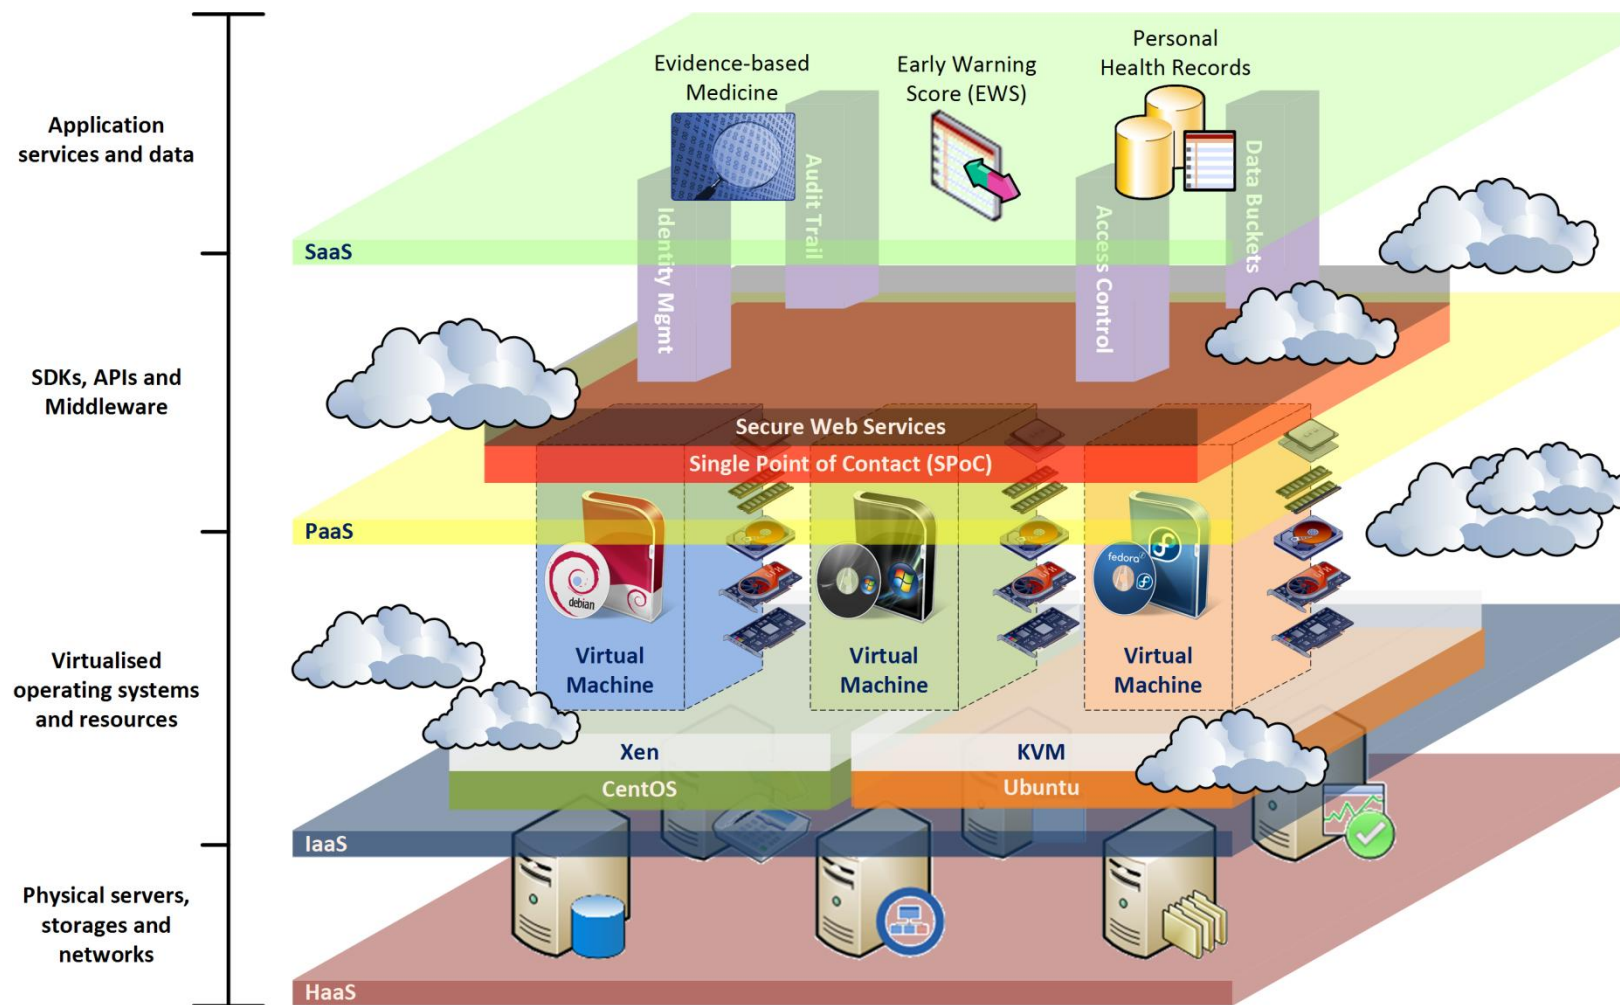 Application
services and data
SDKs, APIs and
Middleware
Virtualised
operating systems
and resources
Physical servers,
storages and
networks
Evidence-based
Medicine
Early Warning
Score (EWS)
Personal
Health Records
Identity Mgmt
Audit Trail
Access Control
Data Buckets
SaaS
Secure Web Services
Single Point of Contact (SPoC)
PaaS
debian
fedora
Virtual
Machine
Virtual
Machine
Virtual
Machine
Xen
KVM
CentOS
Ubuntu
IaaS
HaaS